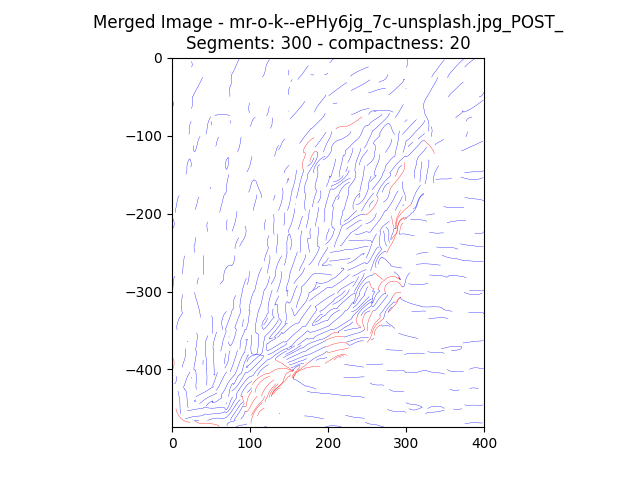 Merged Image - mr-o-k--ePHy6jg_7c-unsplash.jpg_POST_
Segments: 300 - compactness: 20
0
−100
−200
−300
−400
0 100 200 300 400